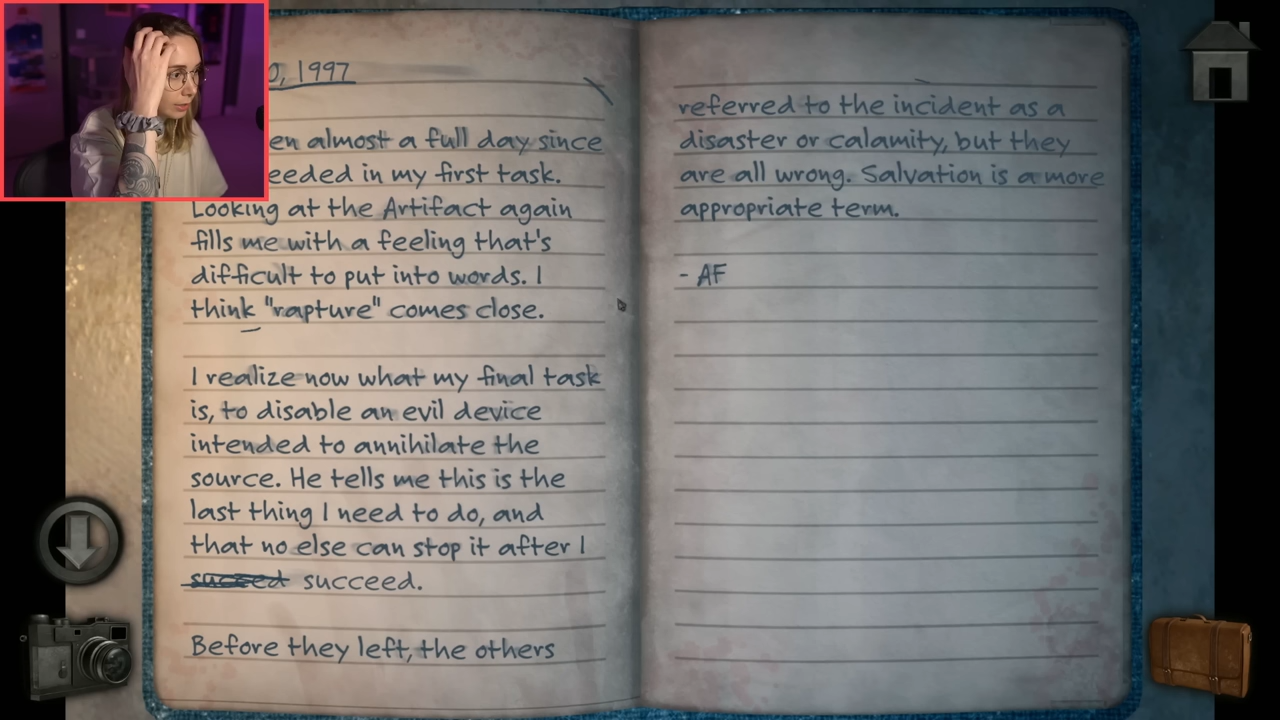 0, 1997
en almost a full day since
eeded in my first task.
Looking at the Artifact again
fills me with a feeling that's
difficult to put into words. I
think "rapture" comes close.
I realize now what my final task
is, to disable an evil device
intended to annihilate the
source. He tells me this is the
last thing I need to do, and
that no else can stop it after I
succeed succeed.
Before they left, the others
referred to the incident as a
disaster or calamity, but they
are all wrong. Salvation is a more
appropriate term.
- AF